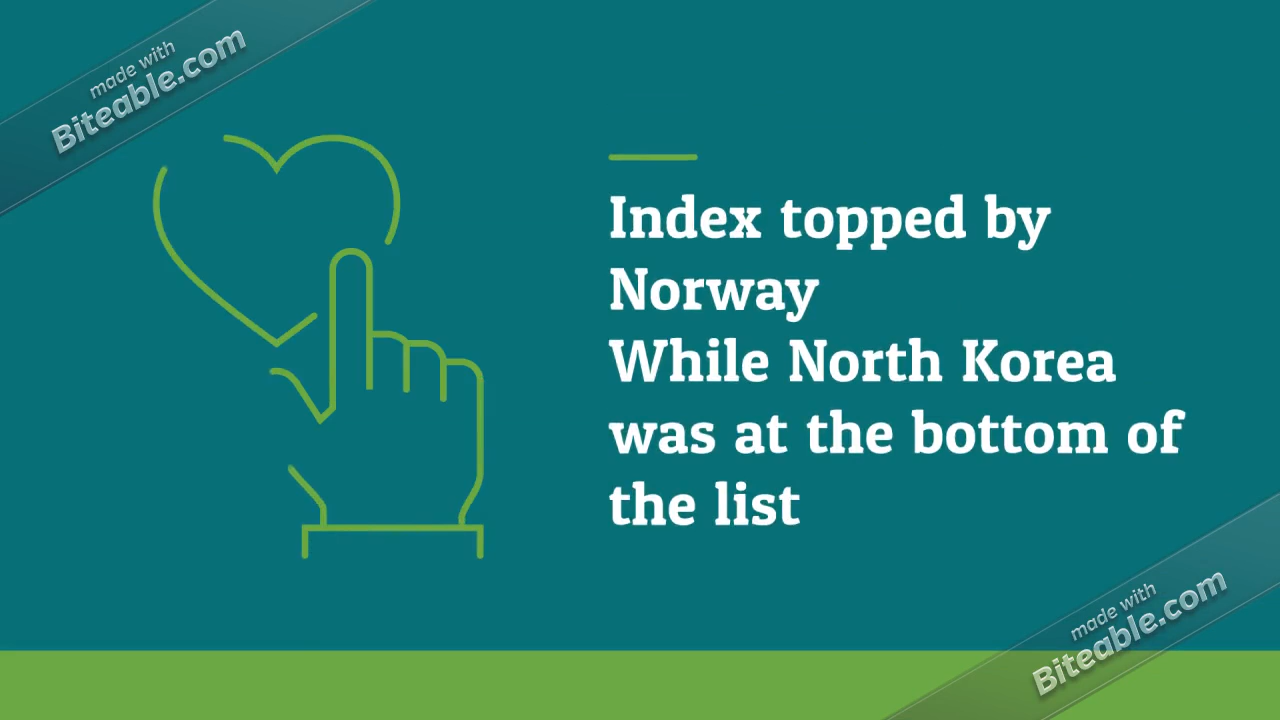 made with
Biteable.com
Index topped by
Norway
While North Korea
was at the bottom of
the list
made with
Biteable.com